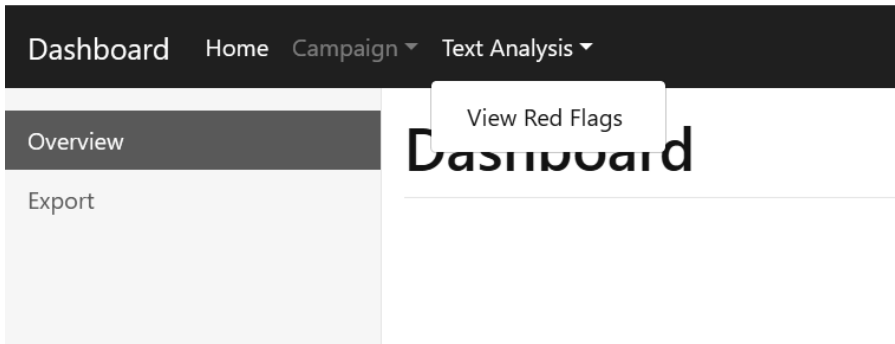 Dashboard Home Campaign Text Analysis
View Red Flags
Overview
Dashboard
Export